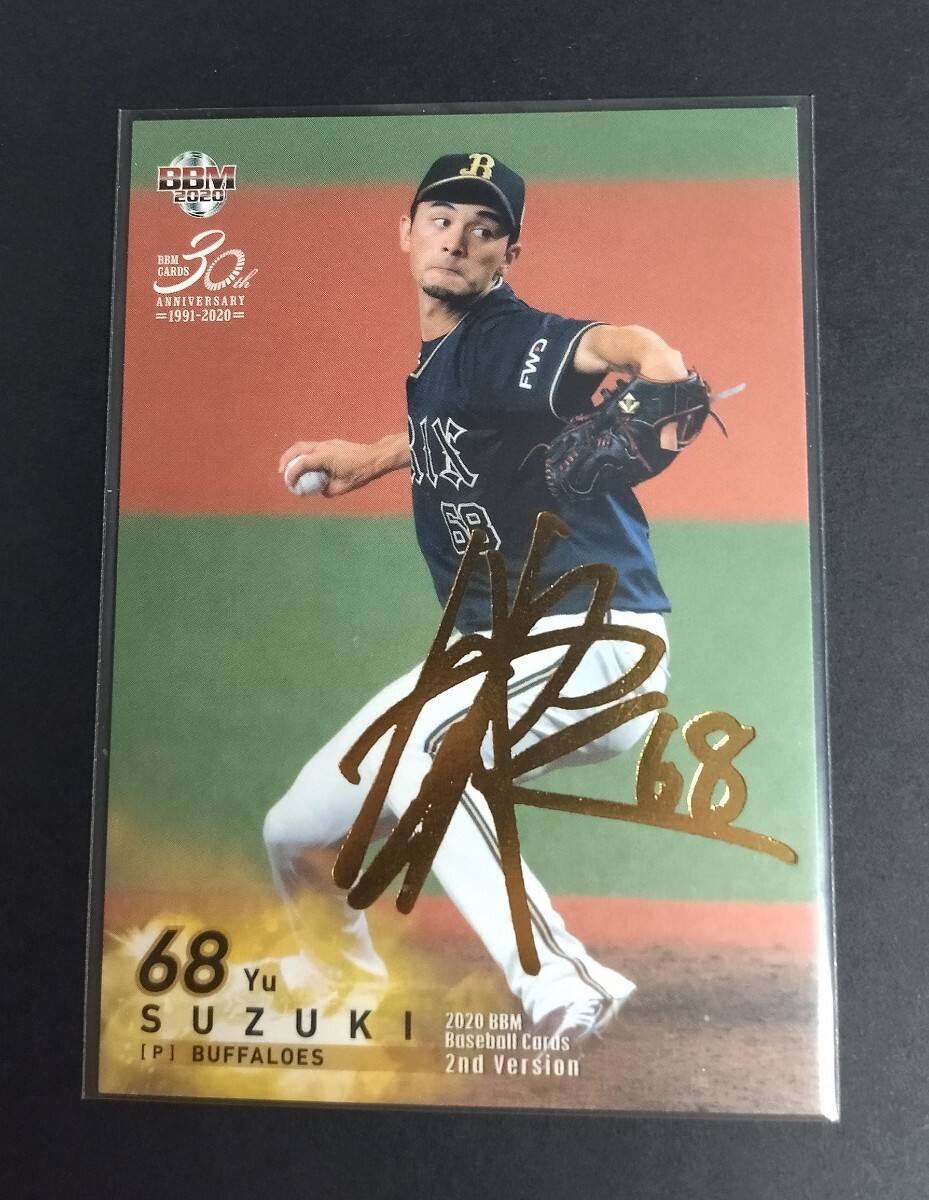 BBM
2020
BBM
CARDS
30th
ANNIVERSARY
1991-2020
B
FWD
RIX
68
68
68
Yu
SUZUKI
[P] BUFFALOES
2020 BBM
Baseball Cards
2nd Version